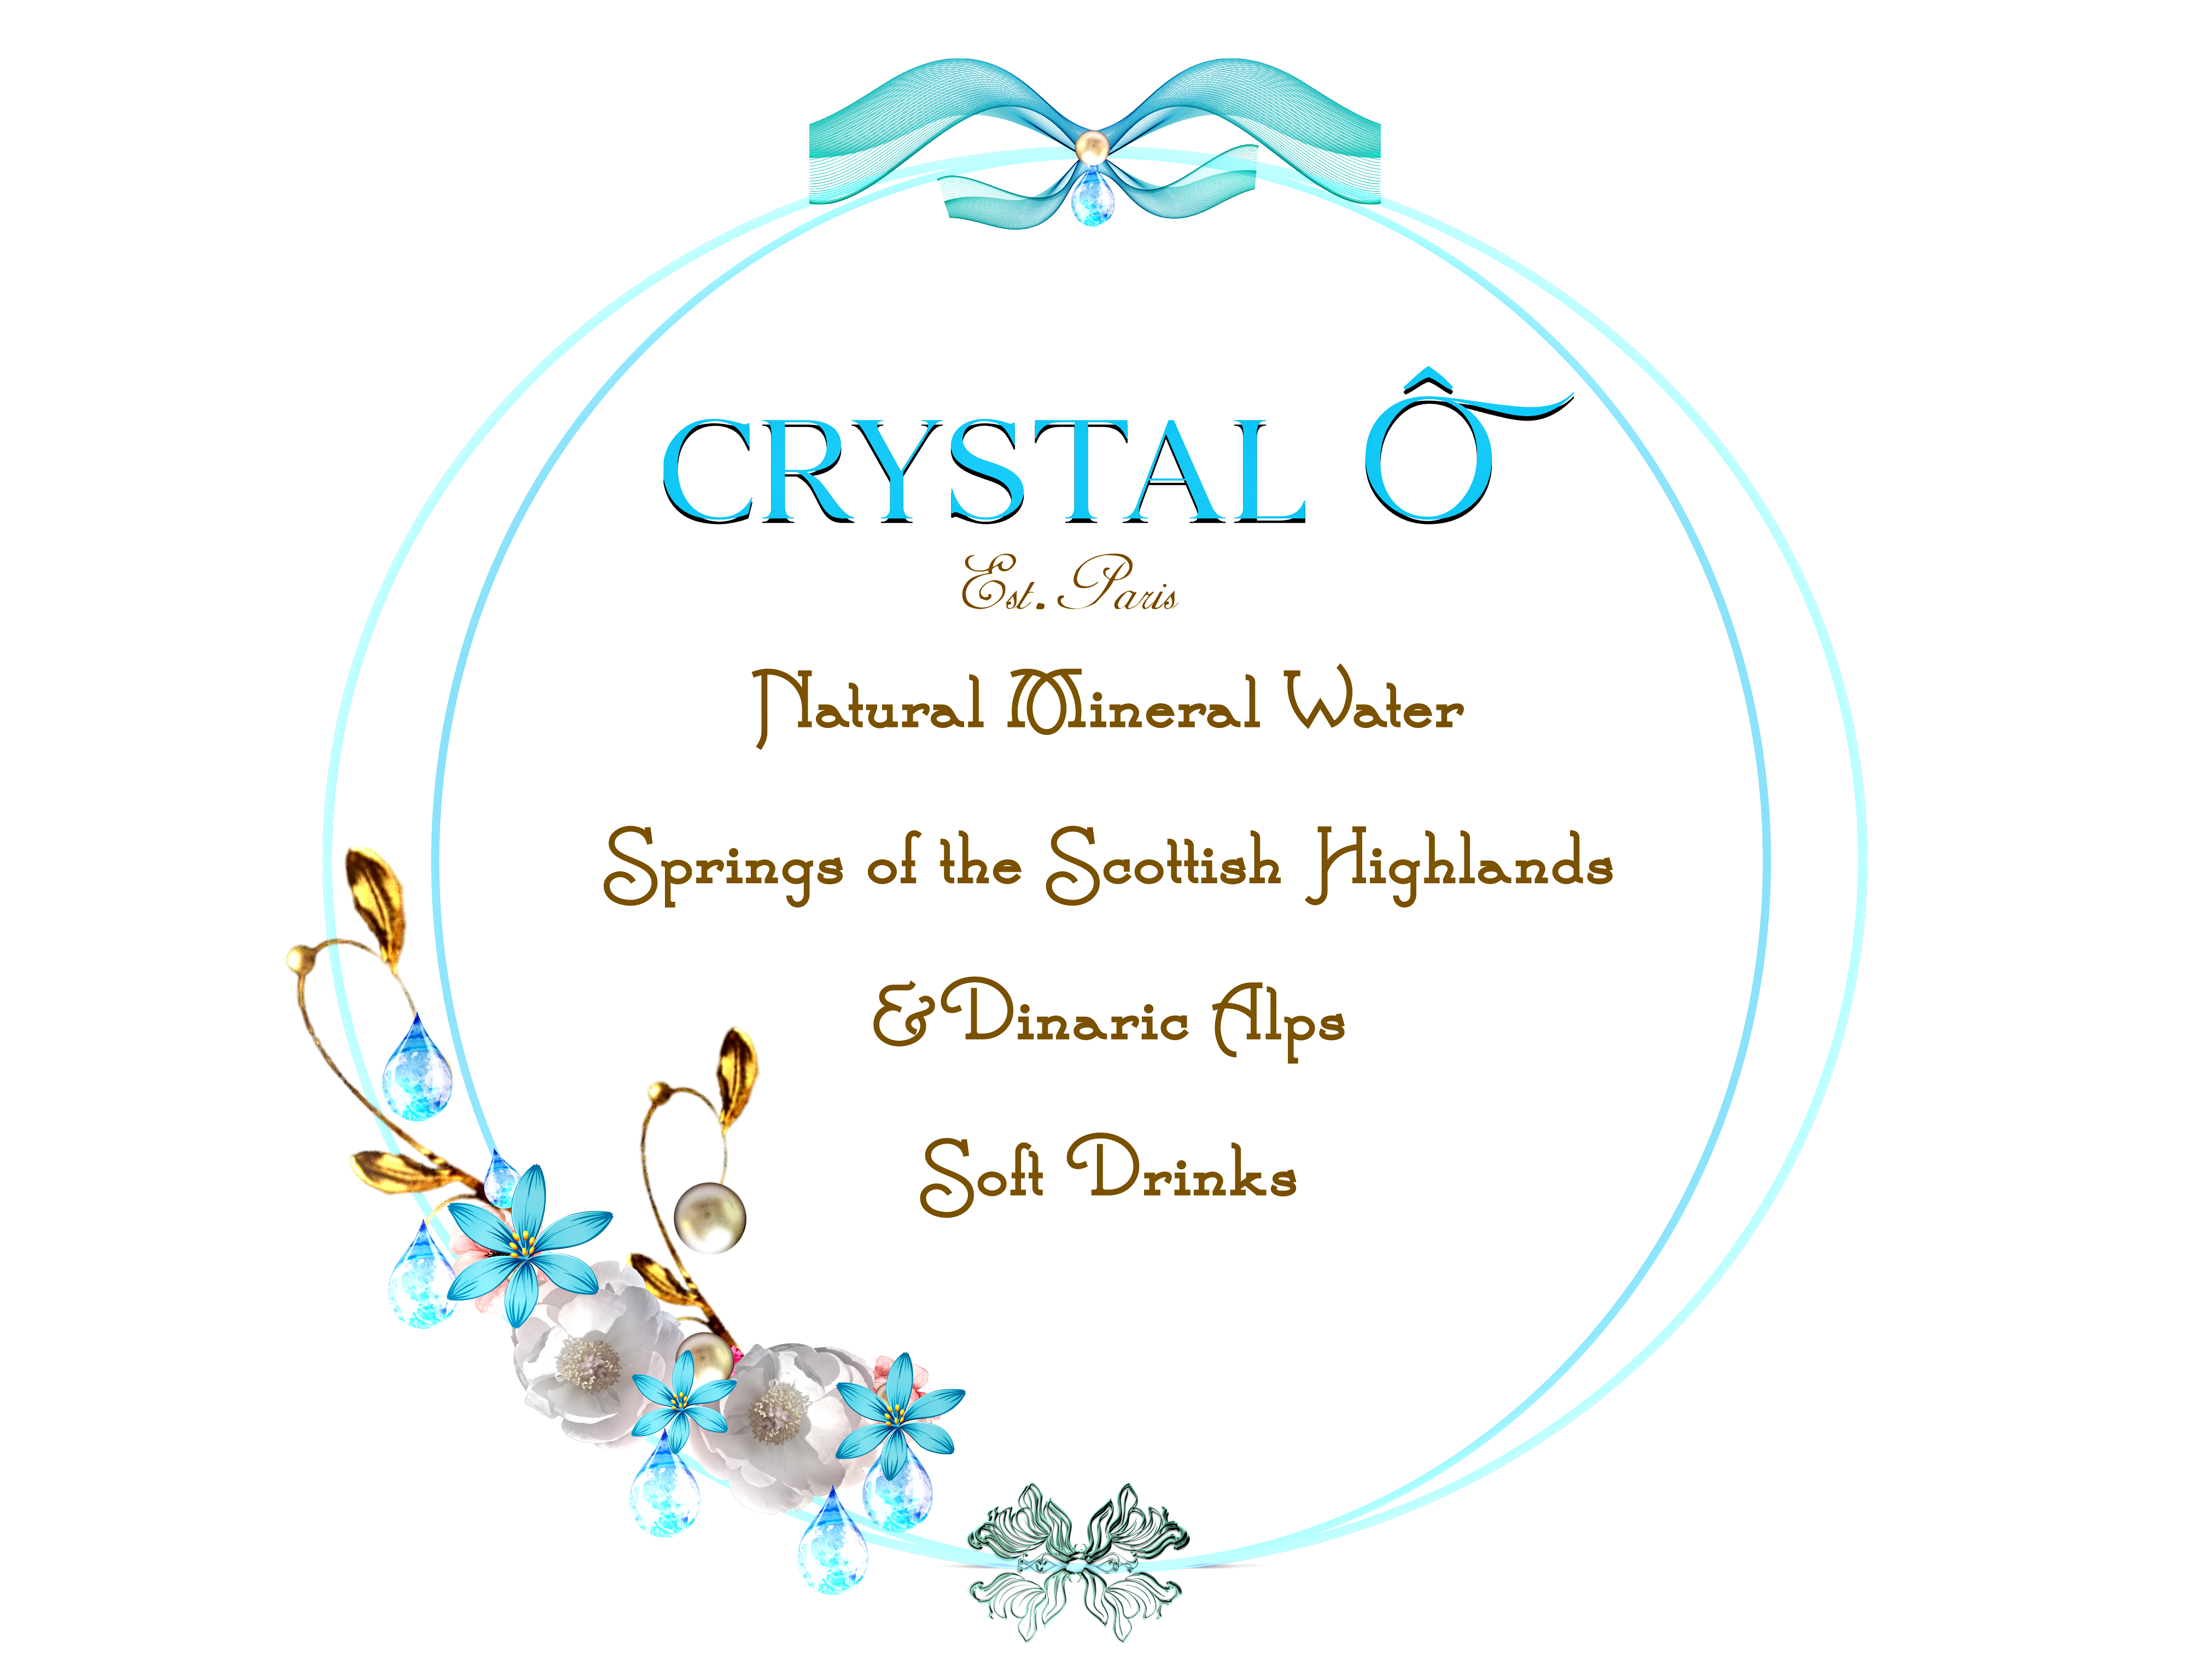 CRYSTAL Ô
Est. Paris
Natural Mineral Water
Springs of the Scottish Highlands
& Dinaric Alps
Soft Drinks